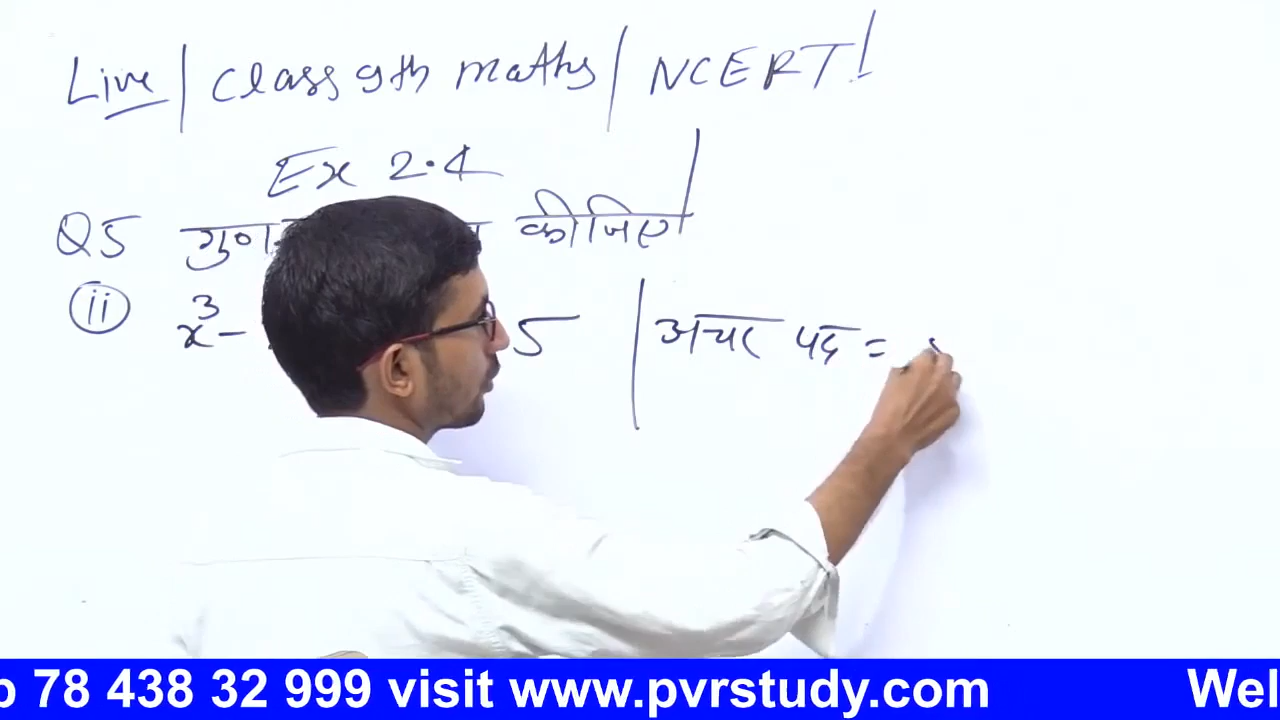 Live | Class 9th maths | NCERT!
Ex 2.4
Q5 कीजिए
(ii) x³ - 5 | अचर पद =
p 78 438 32 999 visit www.pvrstudy.com Wel